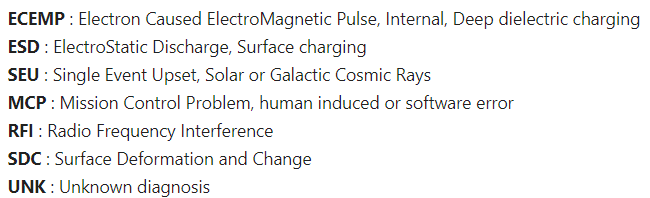 ECEMP : Electron Caused ElectroMagnetic Pulse, Internal, Deep dielectric charging
ESD : ElectroStatic Discharge, Surface charging
SEU : Single Event Upset, Solar or Galactic Cosmic Rays
MCP : Mission Control Problem, human induced or software error
RFI : Radio Frequency Interference
SDC : Surface Deformation and Change
UNK : Unknown diagnosis